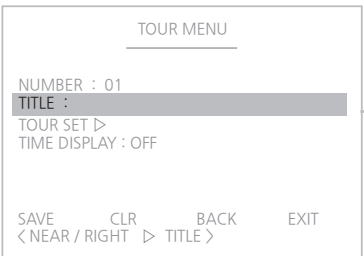 TOUR MENU
NUMBER : 01
TITLE :
TOUR SET ▷
TIME DISPLAY : OFF
SAVE CLR BACK EXIT
〈 NEAR / RIGHT ▷ TITLE 〉